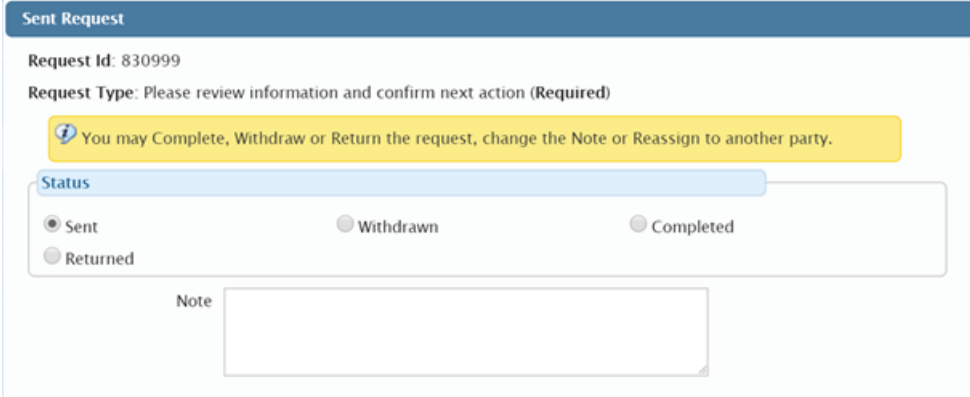 Sent Request
Request Id: 830999
Request Type: Please review information and confirm next action (Required)
You may Complete, Withdraw or Return the request, change the Note or Reassign to another party.
Status
Sent Withdrawn Completed
Returned
Note